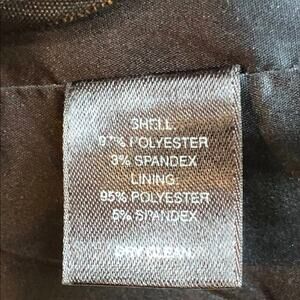 SHELL:
97% POLYESTER
3% SPANDEX
LINING:
95% POLYESTER
5% SPANDEX
DRY CLEAN